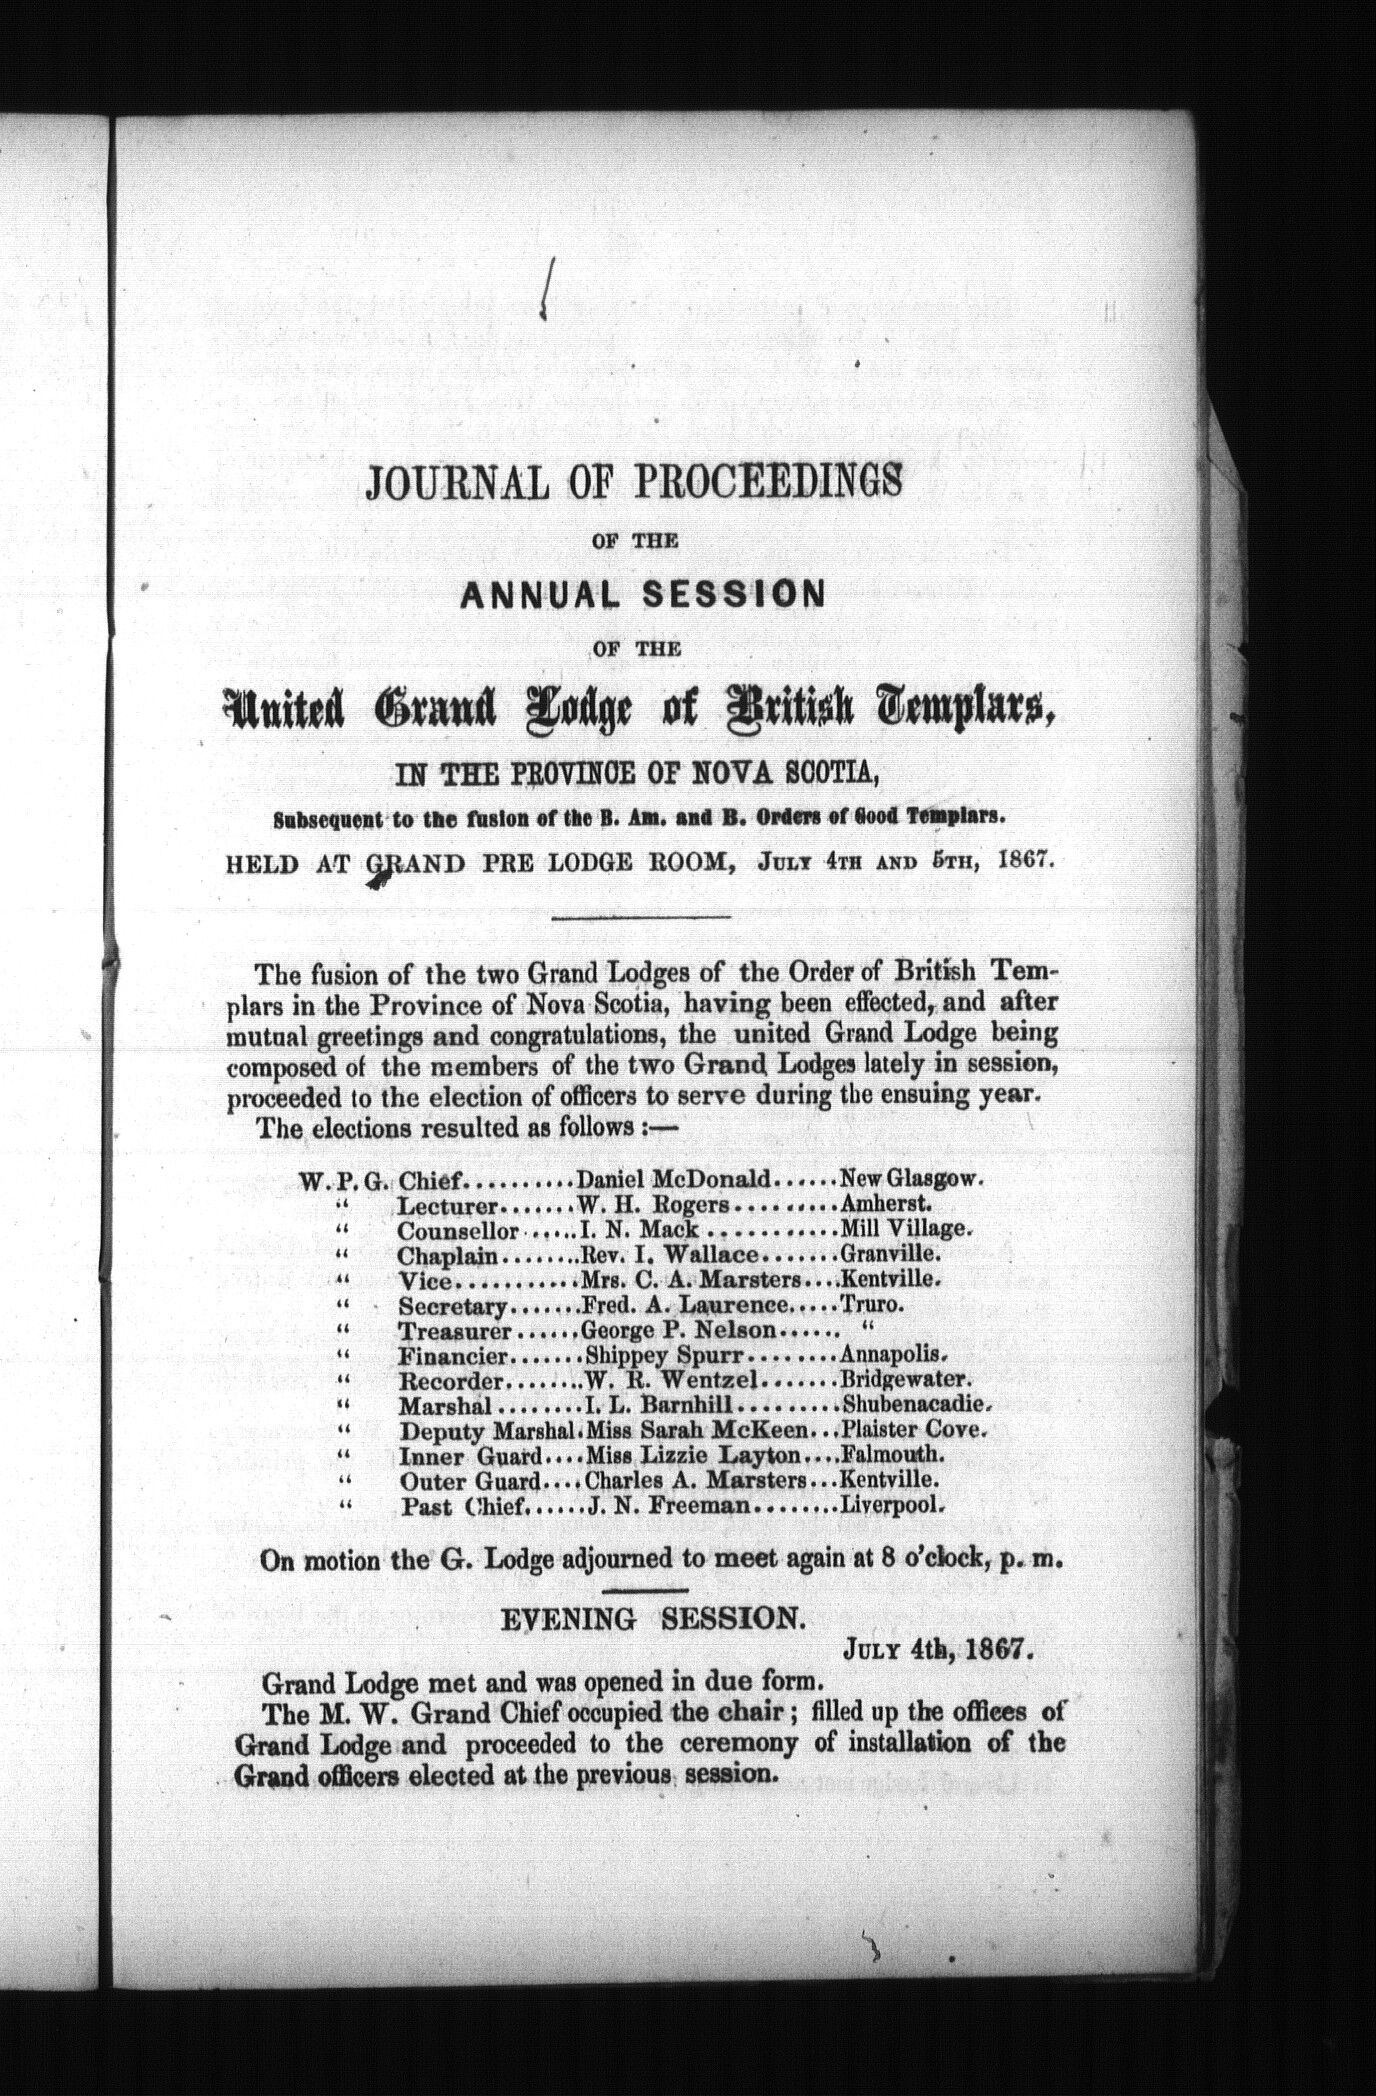 JOURNAL OF PROCEEDINGS
OF THE
ANNUAL SESSION
OF THE
United Grand Lodge of British Templars,
IN THE PROVINCE OF NOVA SCOTIA,
Subsequent to the fusion of the B. Am. and B. Orders of Good Templars.
HELD AT GRAND PRE LODGE ROOM, JULY 4TH AND 5TH, 1867.
The fusion of the two Grand Lodges of the Order of British Tem-
plars in the Province of Nova Scotia, having been effected, and after
mutual greetings and congratulations, the united Grand Lodge being
composed of the members of the two Grand Lodges lately in session,
proceeded to the election of officers to serve during the ensuing year.
The elections resulted as follows :—
W. P. G. Chief..........Daniel McDonald......New Glasgow.
" Lecturer.......W. H. Rogers.........Amherst.
" Counsellor......I. N. Mack ...........Mill Village.
" Chaplain........Rev. I. Wallace.......Granville.
" Vice...........Mrs. C. A. Marsters....Kentville.
" Secretary.......Fred. A. Laurence.....Truro.
" Treasurer......George P. Nelson...... "
" Financier.......Shippey Spurr........Annapolis.
" Recorder........W. R. Wentzel.......Bridgewater.
" Marshal ........I. L. Barnhill.........Shubenacadie.
" Deputy Marshal.Miss Sarah McKeen...Plaister Cove.
" Inner Guard....Miss Lizzie Layton....Falmouth.
" Outer Guard....Charles A. Marsters...Kentville.
" Past Chief......J. N. Freeman........Liverpool.
On motion the G. Lodge adjourned to meet again at 8 o'clock, p. m.
EVENING SESSION.
JULY 4th, 1867.
Grand Lodge met and was opened in due form.
The M. W. Grand Chief occupied the chair ; filled up the offices of
Grand Lodge and proceeded to the ceremony of installation of the
Grand officers elected at the previous session.